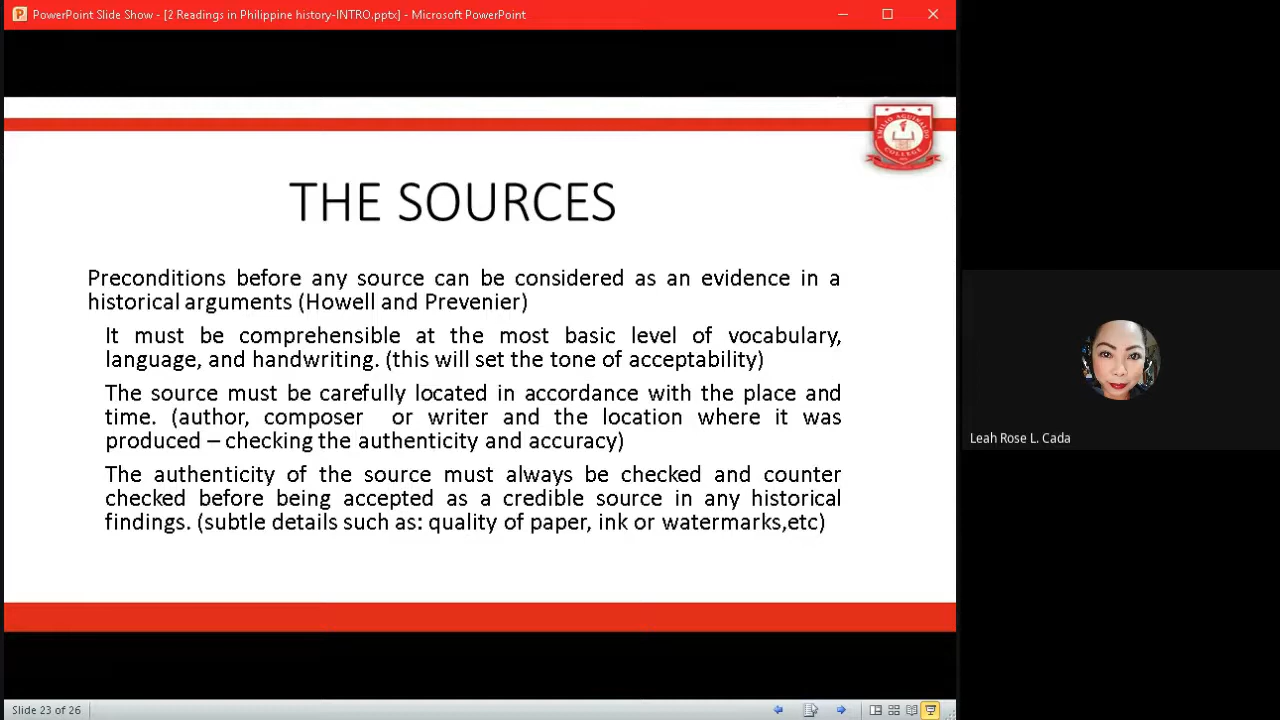 PowerPoint Slide Show - [2 Readings in Philippine history-INTRO.pptx] - Microsoft PowerPoint
EMILIO AGUINALDO COLLEGE
THE SOURCES
Preconditions before any source can be considered as an evidence in a
historical arguments (Howell and Prevenier)
It must be comprehensible at the most basic level of vocabulary,
language, and handwriting. (this will set the tone of acceptability)
The source must be carefully located in accordance with the place and
time. (author, composer or writer and the location where it was
produced – checking the authenticity and accuracy)
The authenticity of the source must always be checked and counter
checked before being accepted as a credible source in any historical
findings. (subtle details such as: quality of paper, ink or watermarks,etc)
Leah Rose L. Cada
Slide 23 of 26